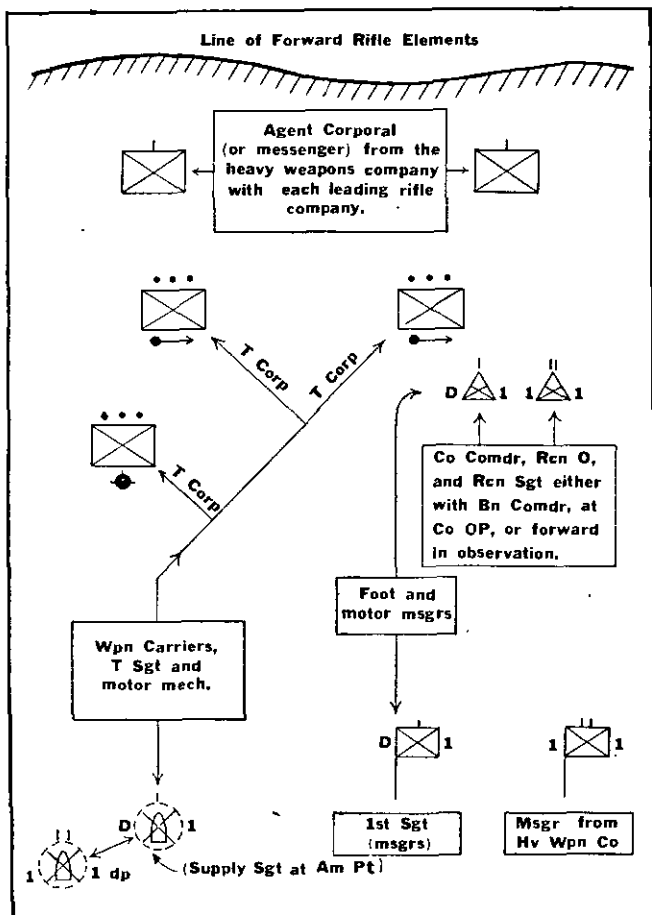 Line of Forward Rifle Elements
Agent Corporal
(or messenger) from the
heavy weapons company
with each leading rifle
company.
T Corp
T Corp
T Corp
D 1 1
Co Comdr, Rcn O,
and Rcn Sgt either
with Bn Comdr, at
Co OP, or forward
in observation.
Foot and
motor msgrs
Wpn Carriers,
T Sgt and
motor mech.
D 1
1 1
D 1
1st Sgt
(msgrs)
Msgr from
Hv Wpn Co
(Supply Sgt at Am Pt)
1 1 dp